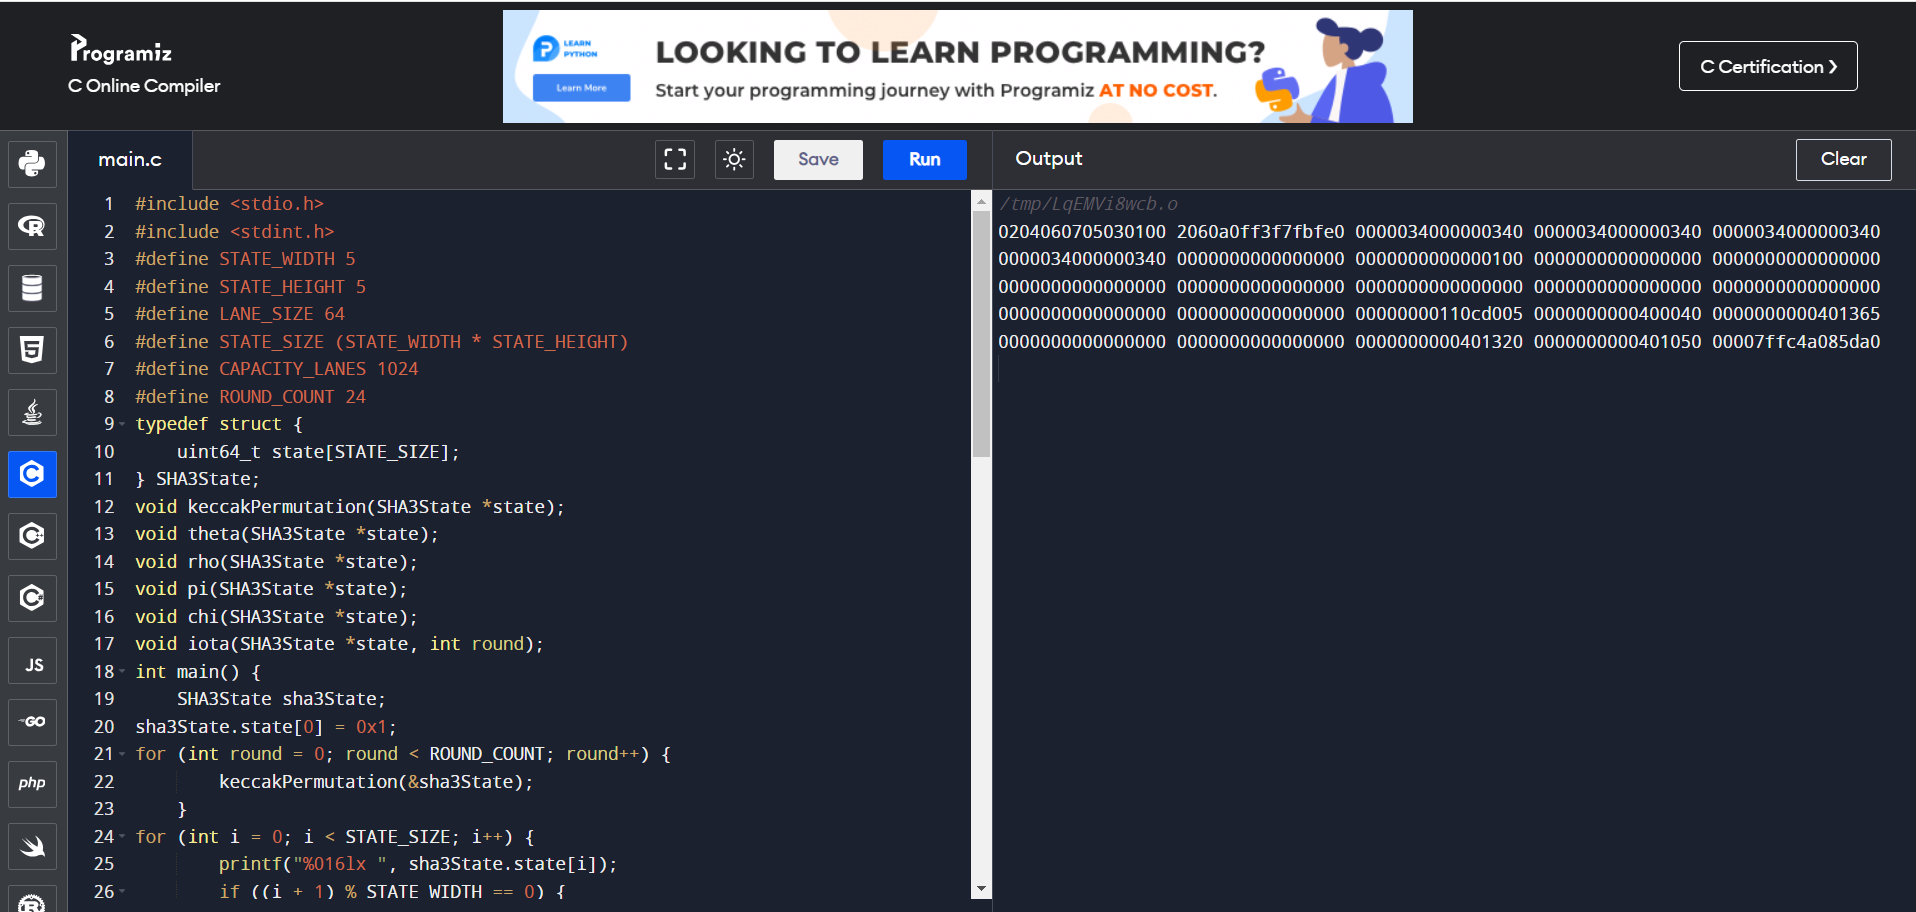 Programiz
C Online Compiler
LEARN
PYTHON
Learn More
LOOKING TO LEARN PROGRAMMING?
Start your programming journey with Programiz AT NO COST.
C Certification ❯
main.c
Save
Run
Output
Clear
1 #include <stdio.h>
2 #include <stdint.h>
3 #define STATE_WIDTH 5
4 #define STATE_HEIGHT 5
5 #define LANE_SIZE 64
6 #define STATE_SIZE (STATE_WIDTH * STATE_HEIGHT)
7 #define CAPACITY_LANES 1024
8 #define ROUND_COUNT 24
9 typedef struct {
10 uint64_t state[STATE_SIZE];
11 } SHA3State;
12 void keccakPermutation(SHA3State *state);
13 void theta(SHA3State *state);
14 void rho(SHA3State *state);
15 void pi(SHA3State *state);
16 void chi(SHA3State *state);
17 void iota(SHA3State *state, int round);
18 int main() {
19 SHA3State sha3State;
20 sha3State.state[0] = 0x1;
21 for (int round = 0; round < ROUND_COUNT; round++) {
22 keccakPermutation(&sha3State);
23 }
24 for (int i = 0; i < STATE_SIZE; i++) {
25 printf("%016lx ", sha3State.state[i]);
26 if ((i + 1) % STATE_WIDTH == 0) {
/tmp/LqEMVi8wcb.o
0204060705030100 2060a0ff3f7fbfe0 0000034000000340 0000034000000340 0000034000000340
0000034000000340 0000000000000000 0000000000000100 0000000000000000 0000000000000000
0000000000000000 0000000000000000 0000000000000000 0000000000000000 0000000000000000
0000000000000000 0000000000000000 00000000110cd005 0000000000400040 0000000000401365
0000000000000000 0000000000000000 0000000000401320 0000000000401050 00007ffc4a085da0
JS
GO
php